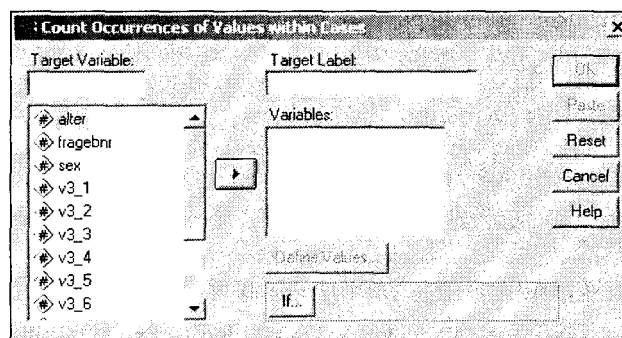 Count Occurrences of Values within Cases
Target Variable:
Target Label:
alter
fragebnr
sex
v3_1
v3_2
v3_3
v3_4
v3_5
v3_6
Variables:
Define Values...
If...
OK
Paste
Reset
Cancel
Help